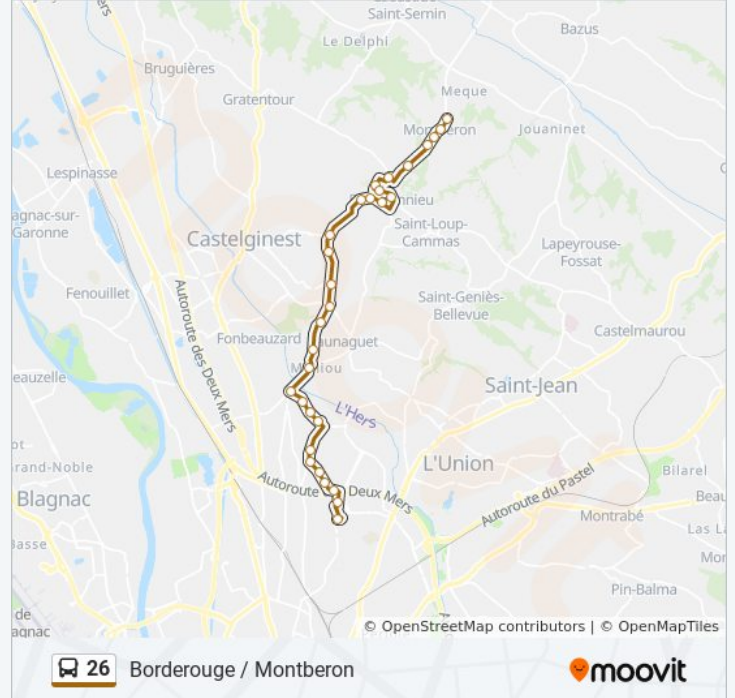 Saint-Sernin
Bazus
Le Delphi
Bruguières
Meque
Gratentour
Jouaninet
Lespinasse
Saint-Loup-
Cammas
Garonne
Castelginest
Lapeyrouse-
Fossat
Fenouillet
Saint-Geniès-
Bellevue
Autoroute des Deux Mers
Castelmaurou
Fonbeauzard
Saint-Jean
L'Hers
L'Union
Bilarel
Autoroute
Deux Mers
Autoroute du Pastel
Blagnac
Montrabé
Pin-Balma
de
© OpenStreetMap contributors | © OpenMapTiles
26
Borderouge / Montberon
moovit